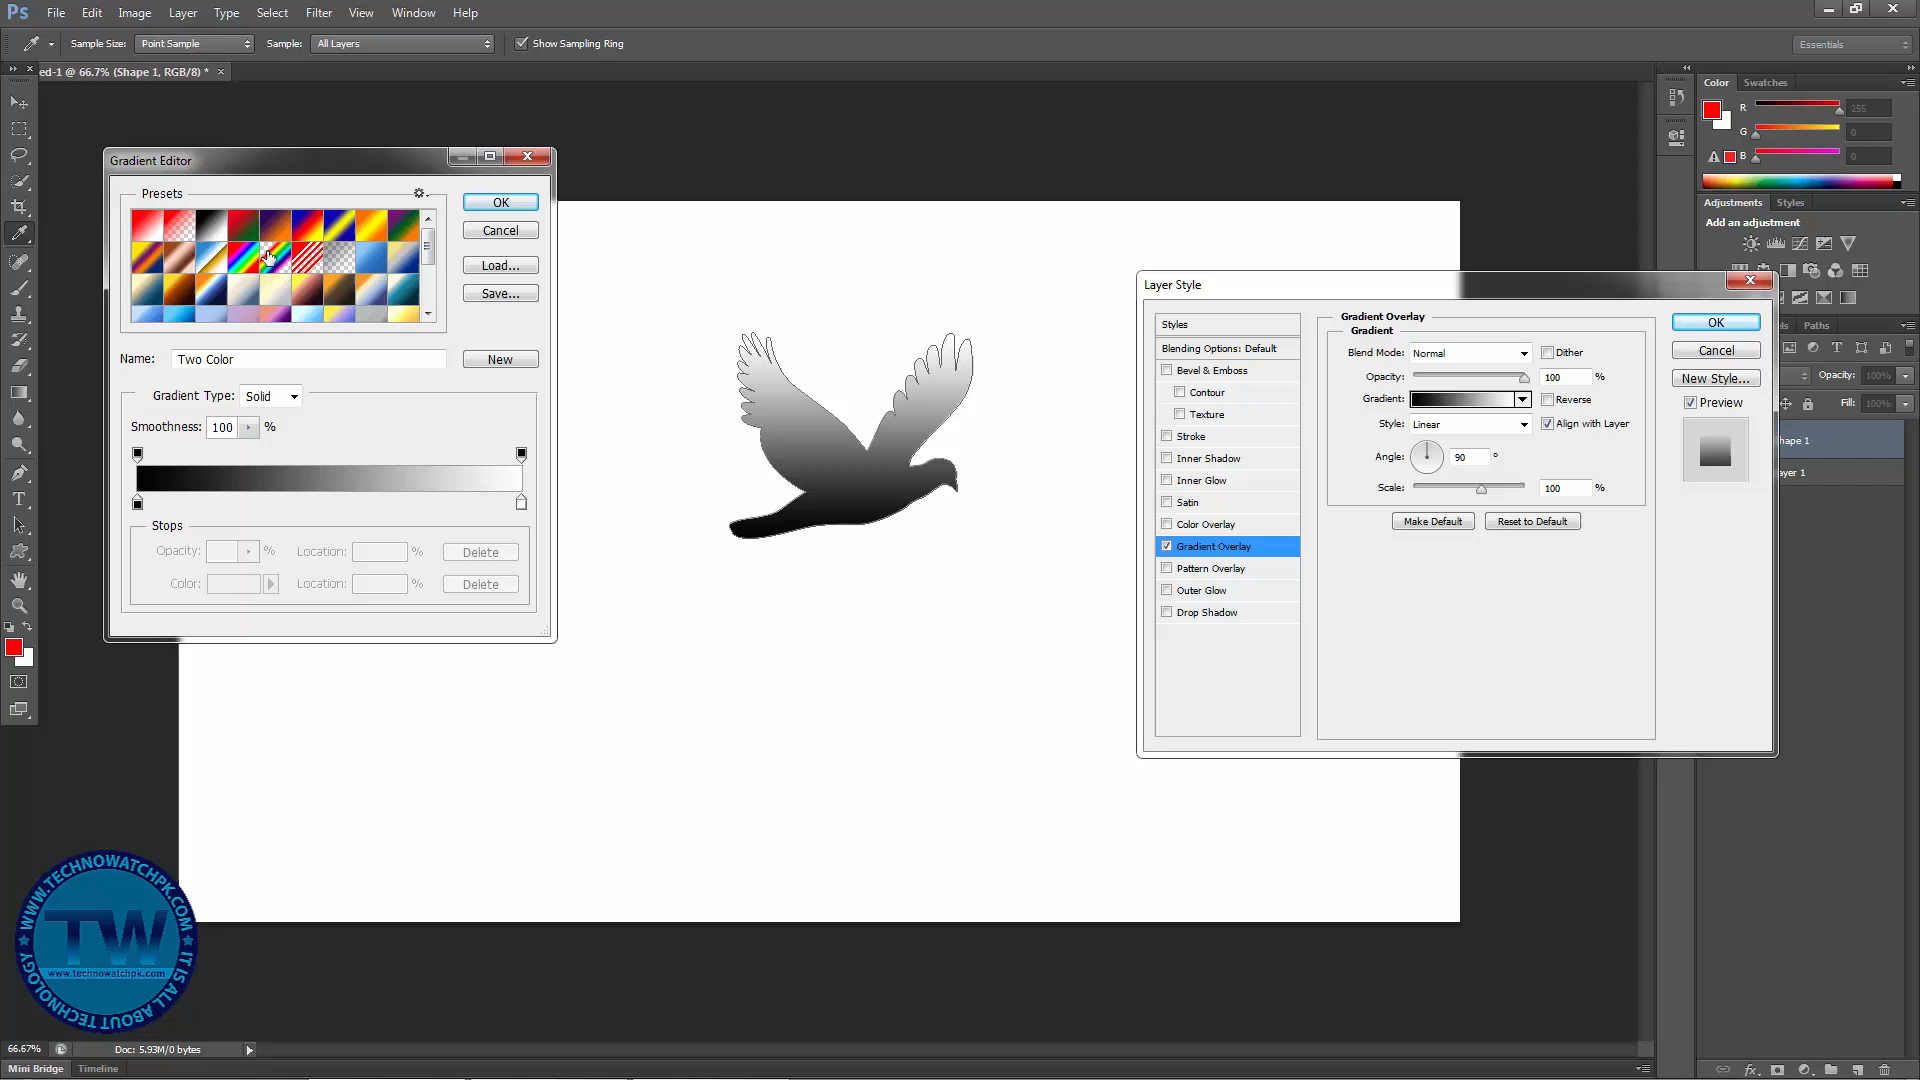 Ps File Edit Image Layer Type Select Filter View Window Help
Sample Size: Point Sample Sample: All Layers Show Sampling Ring Essentials
ed-1 @ 66.7% (Shape 1, RGB/8) * ×
Color Swatches
R 255
G 0
B 0
Adjustments Styles
Add an adjustment
Paths
Opacity: 100%
Fill: 100%
hape 1
ayer 1
Gradient Editor
Presets
OK
Cancel
Load...
Save...
Name: Two Color New
Gradient Type: Solid
Smoothness: 100 %
Stops
Opacity: % Location: % Delete
Color: Location: % Delete
Layer Style
Styles
Blending Options: Default
Bevel & Emboss
Contour
Texture
Stroke
Inner Shadow
Inner Glow
Satin
Color Overlay
Gradient Overlay
Pattern Overlay
Outer Glow
Drop Shadow
Gradient Overlay
Gradient
Blend Mode: Normal Dither
Opacity: 100 %
Gradient: Reverse
Style: Linear Align with Layer
Angle: 90 °
Scale: 100 %
Make Default Reset to Default
OK
Cancel
New Style...
Preview
WWW.TECHNOWATCHPK.COM
TW
www.technowatchpk.com
IT IS ALL ABOUT TECHNOLOGY
66.67% Doc: 5.93M/0 bytes
Mini Bridge Timeline
fx